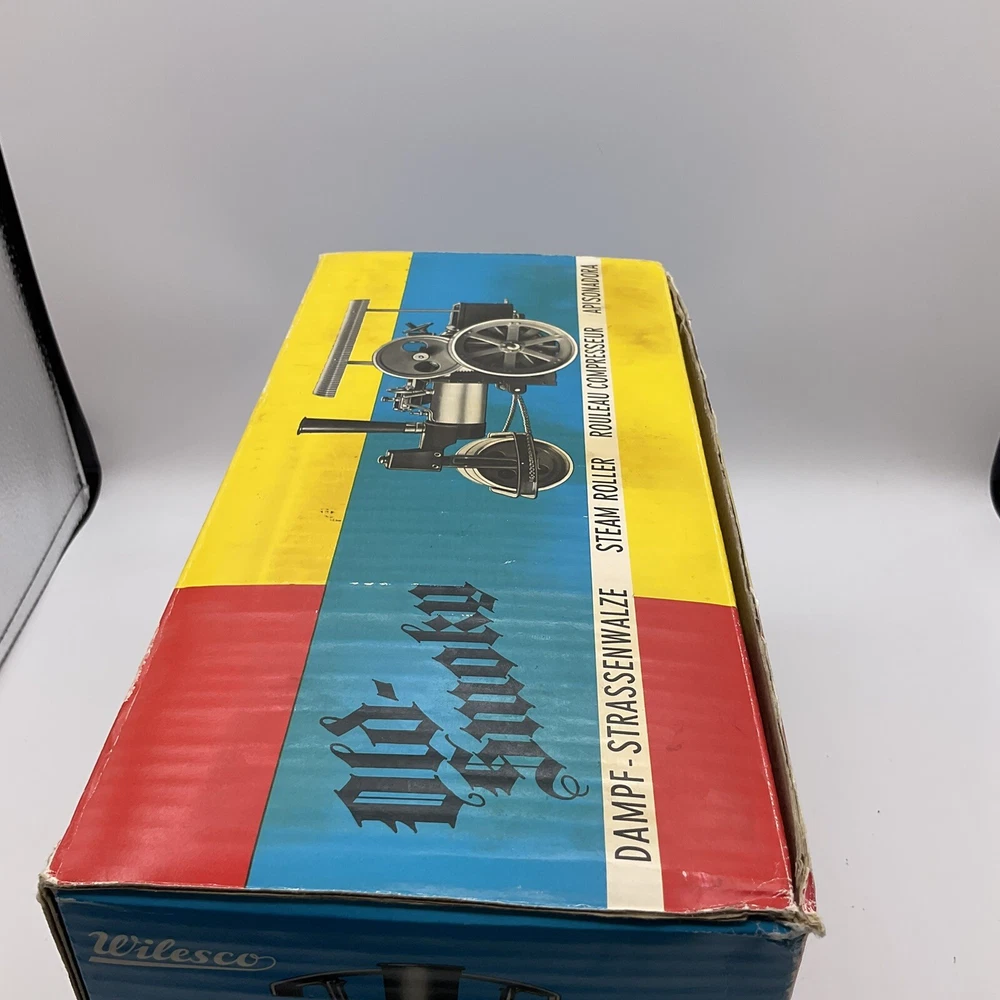 Old-
Smoky
DAMPF-STRASSENWALZE STEAM ROLLER ROULEAU COMPRESSEUR APISONADORA
Wilesco